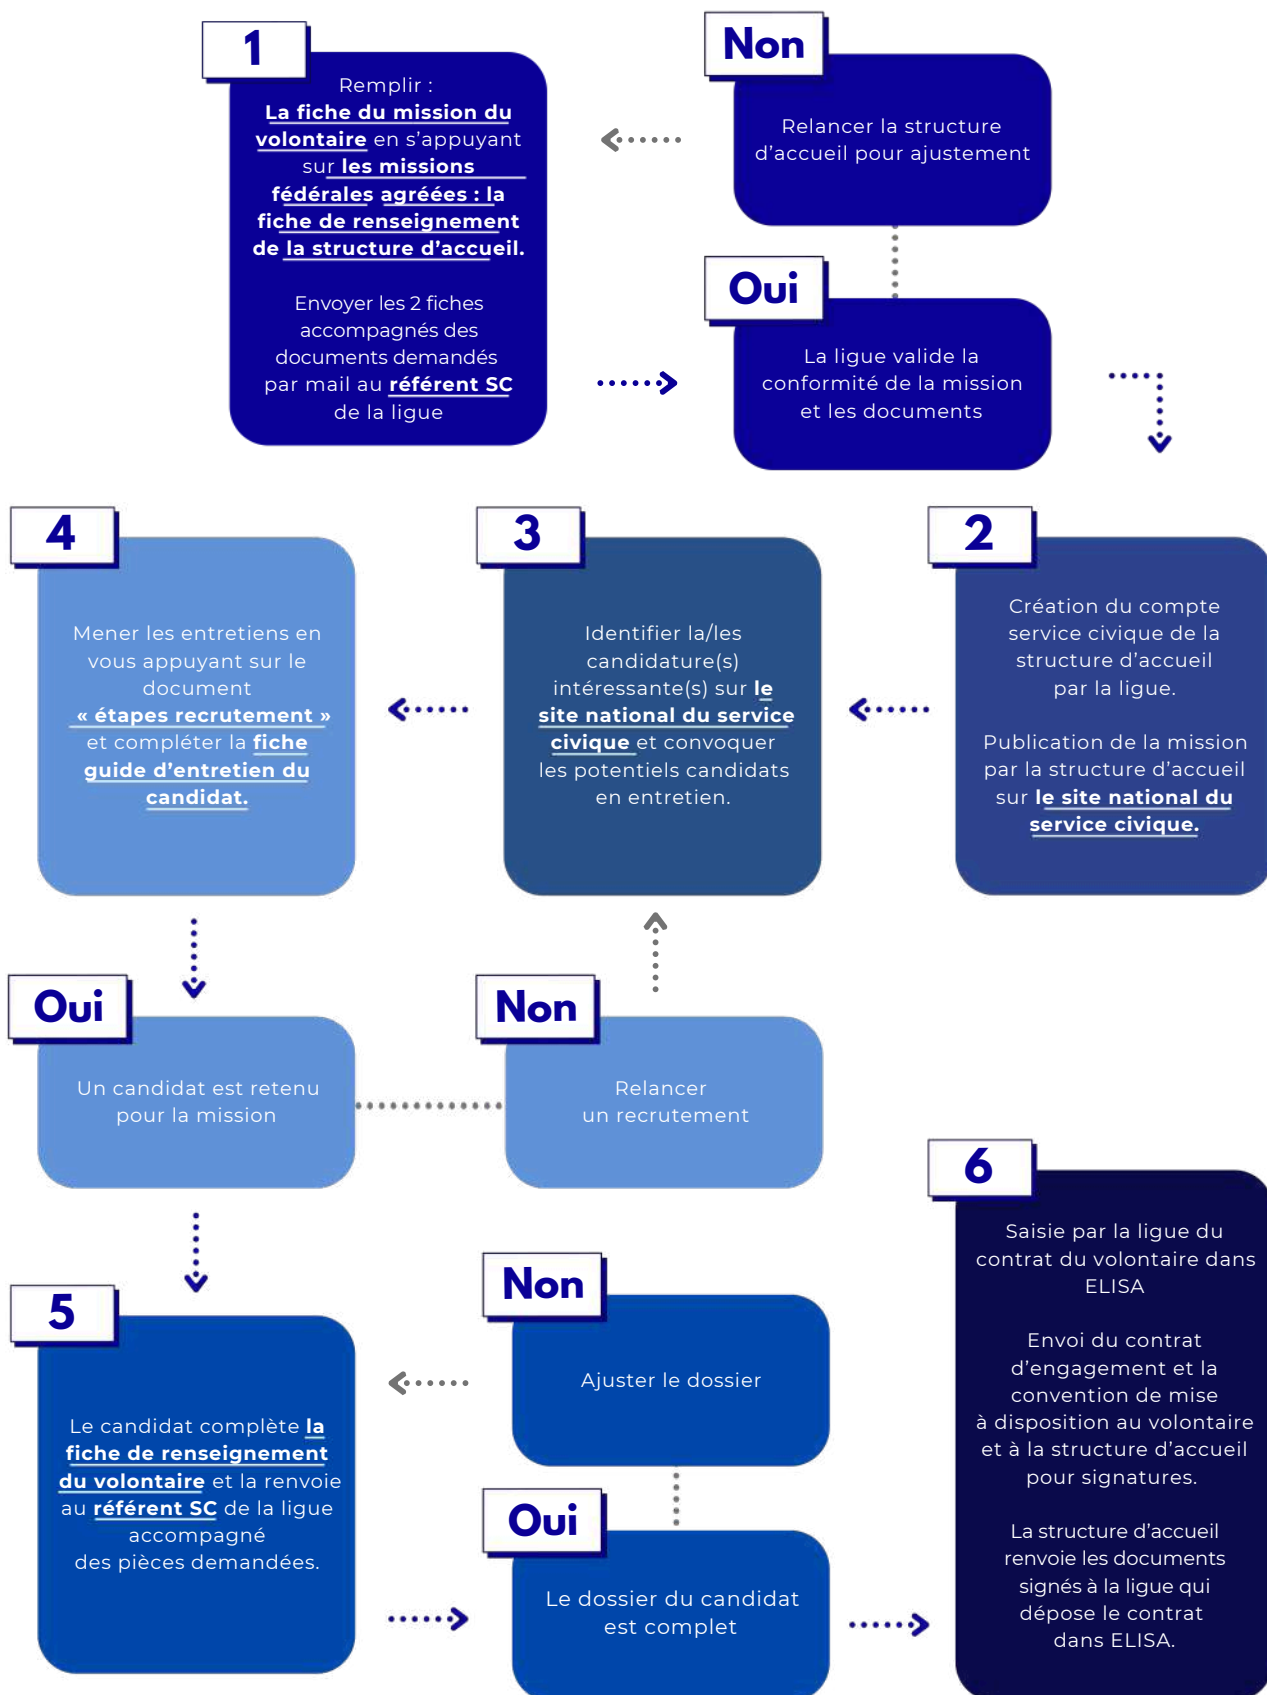 1
Remplir :
La fiche du mission du
volontaire en s'appuyant
sur les missions
fédérales agréées : la
fiche de renseignement
de la structure d'accueil.
Envoyer les 2 fiches
accompagnés des
documents demandés
par mail au référent SC
de la ligue
Non
Relancer la structure
d'accueil pour ajustement
Oui
La ligue valide la
conformité de la mission
et les documents
2
Création du compte
service civique de la
structure d'accueil
par la ligue.
Publication de la mission
par la structure d'accueil
sur le site national du
service civique.
3
Identifier la/les
candidature(s)
intéressante(s) sur le
site national du service
civique et convoquer
les potentiels candidats
en entretien.
4
Mener les entretiens en
vous appuyant sur le
document
« étapes recrutement »
et compléter la fiche
guide d'entretien du
candidat.
Oui
Un candidat est retenu
pour la mission
Non
Relancer
un recrutement
5
Le candidat complète la
fiche de renseignement
du volontaire et la renvoie
au référent SC de la ligue
accompagné
des pièces demandées.
Non
Ajuster le dossier
Oui
Le dossier du candidat
est complet
6
Saisie par la ligue du
contrat du volontaire dans
ELISA
Envoi du contrat
d'engagement et la
convention de mise
à disposition au volontaire
et à la structure d'accueil
pour signatures.
La structure d'accueil
renvoie les documents
signés à la ligue qui
dépose le contrat
dans ELISA.